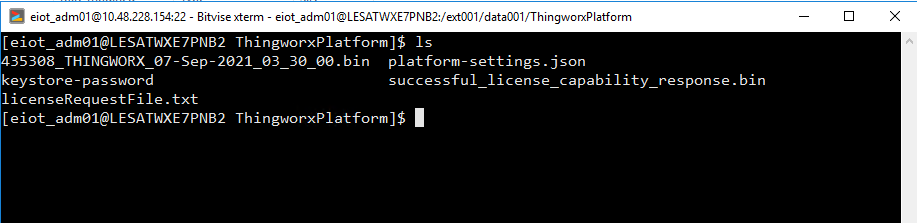 eiot_adm01@10.48.228.154:22 - Bitvise xterm - eiot_adm01@LESATWXE7PNB2:/ext001/data001/ThingworxPlatform
[eiot_adm01@LESATWXE7PNB2 ThingworxPlatform]$ ls
435308_THINGWORX_07-Sep-2021_03_30_00.bin  platform-settings.json
keystore-password                          successful_license_capability_response.bin
licenseRequestFile.txt
[eiot_adm01@LESATWXE7PNB2 ThingworxPlatform]$